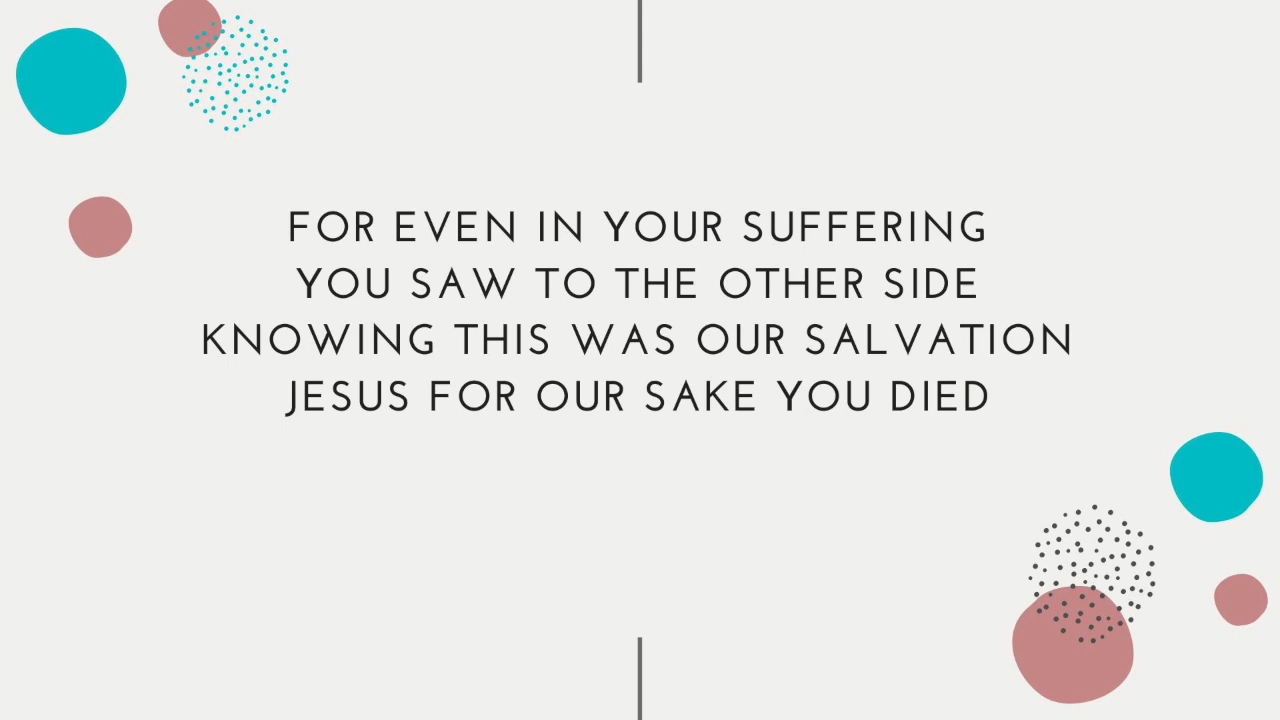 FOR EVEN IN YOUR SUFFERING
YOU SAW TO THE OTHER SIDE
KNOWING THIS WAS OUR SALVATION
JESUS FOR OUR SAKE YOU DIED